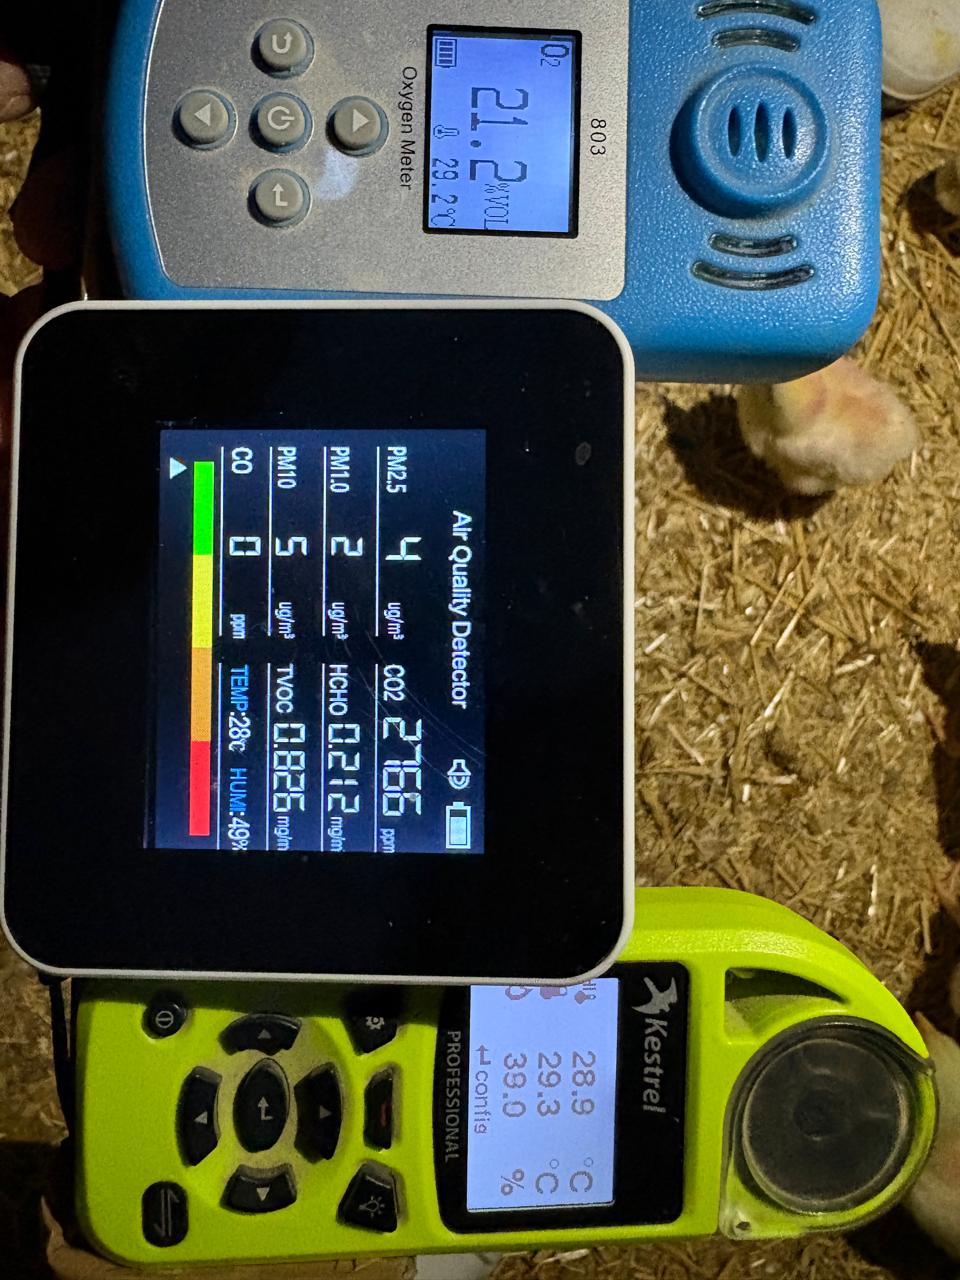 O2
21.2 %VOL
29.2℃
803
Oxygen Meter
Air Quality Detector
PM2.5 4 ug/m³ CO2 2766 ppm
PM1.0 2 ug/m³ HCHO 0.212 mg/m
PM10 5 ug/m³ TVOC 0.826 mg/m
CO 0 ppm TEMP:28℃ HUMI:49%
Kestrel
28.9 °C
29.3 °C
39.0 %
↵ config
PROFESSIONAL